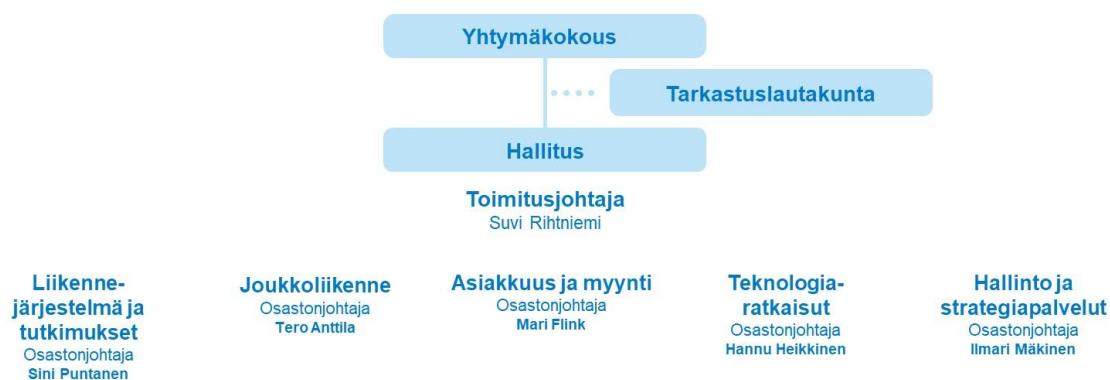 Yhtymäkokous
Tarkastuslautakunta
Hallitus
Toimitusjohtaja
Suvi Rihtniemi
Liikenne-
järjestelmä ja
tutkimukset
Osastonjohtaja
Sini Puntanen
Joukkoliikenne
Osastonjohtaja
Tero Anttila
Asiakkuus ja myynti
Osastonjohtaja
Mari Flink
Teknologia-
ratkaisut
Osastonjohtaja
Hannu Heikkinen
Hallinto ja
strategiapalvelut
Osastonjohtaja
Ilmari Mäkinen